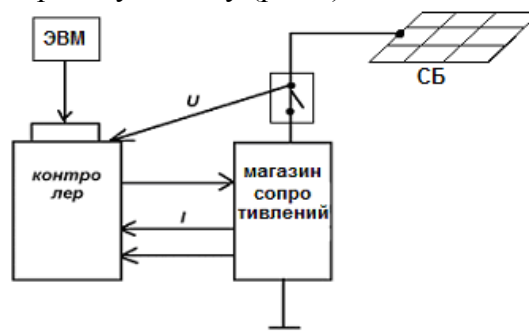 ЭВМ
СБ
U
контро
лер
магазин
сопро
тивлений
I